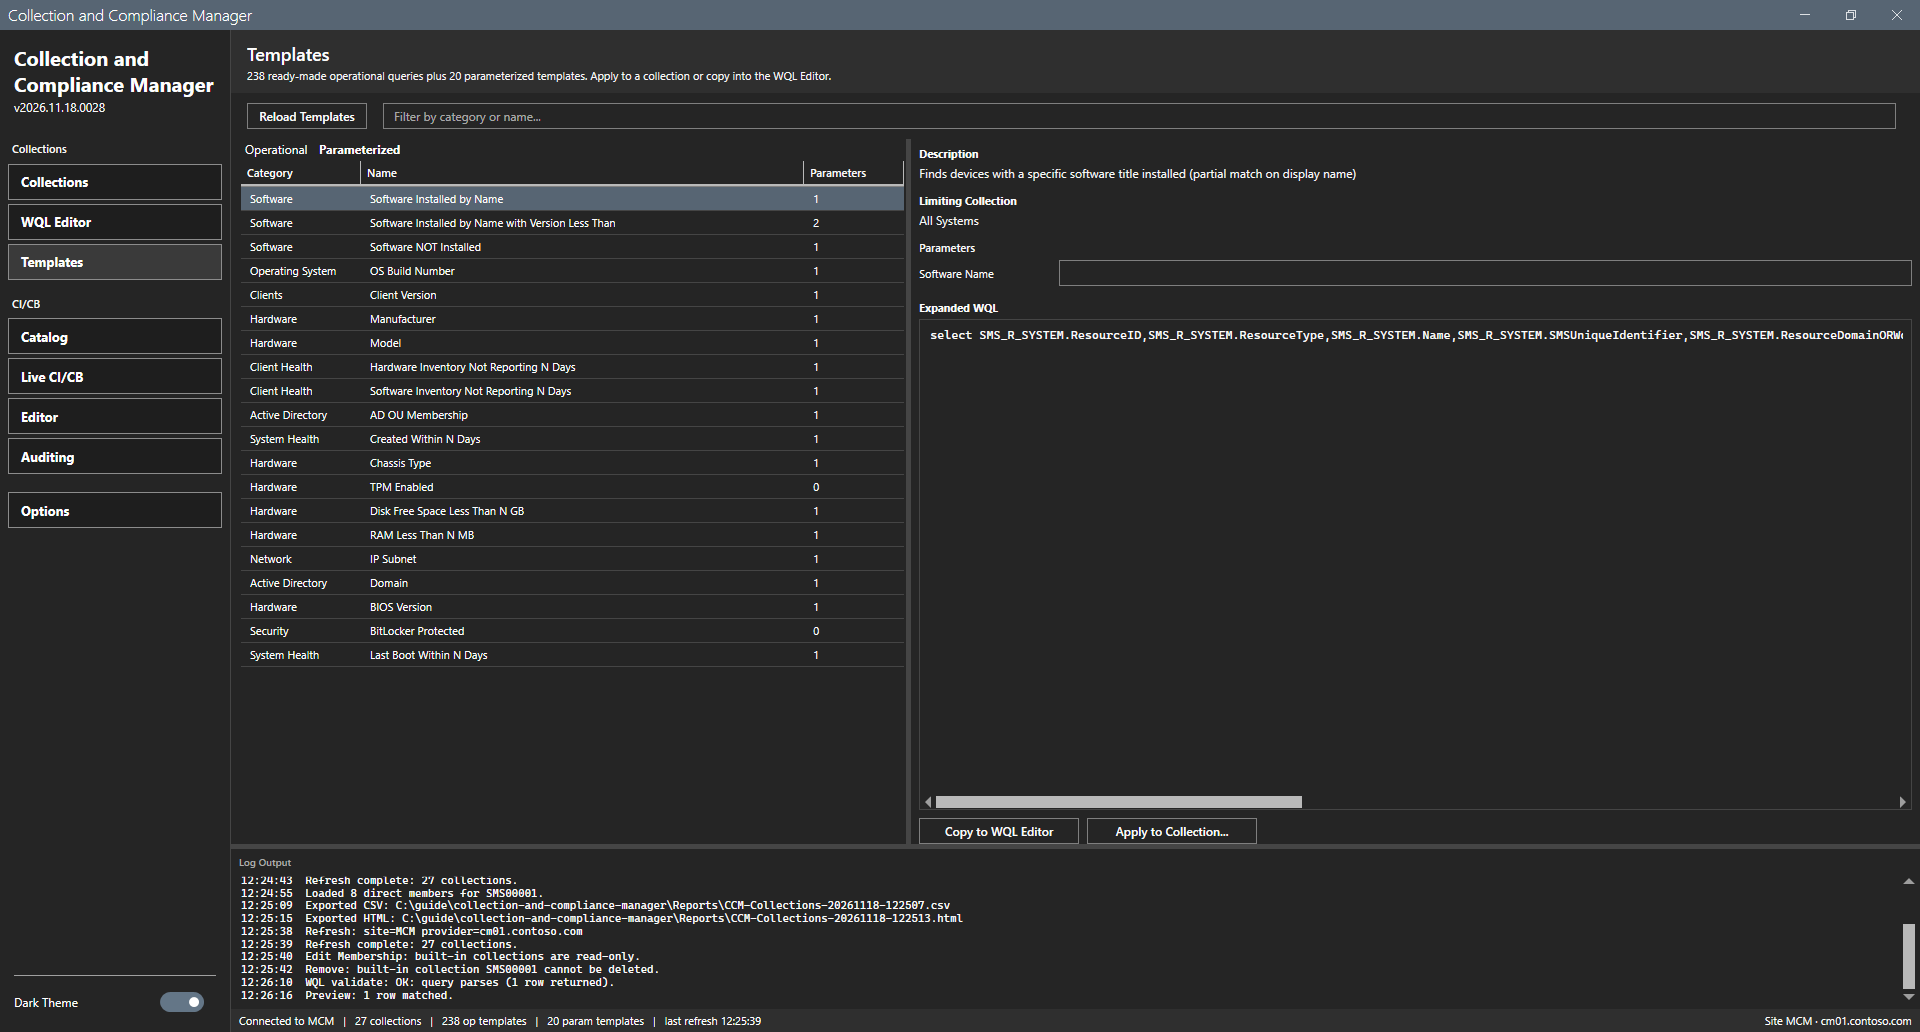 Collection and Compliance Manager
Collection and
Compliance Manager
v2026.11.18.0028
Collections
Collections
WQL Editor
Templates
CI/CB
Catalog
Live CI/CB
Editor
Auditing
Options
Dark Theme
Templates
238 ready-made operational queries plus 20 parameterized templates. Apply to a collection or copy into the WQL Editor.
Reload Templates
Filter by category or name...
Operational Parameterized
Category Name Parameters
Software Software Installed by Name 1
Software Software Installed by Name with Version Less Than 2
Software Software NOT Installed 1
Operating System OS Build Number 1
Clients Client Version 1
Hardware Manufacturer 1
Hardware Model 1
Client Health Hardware Inventory Not Reporting N Days 1
Client Health Software Inventory Not Reporting N Days 1
Active Directory AD OU Membership 1
System Health Created Within N Days 1
Hardware Chassis Type 1
Hardware TPM Enabled 0
Hardware Disk Free Space Less Than N GB 1
Hardware RAM Less Than N MB 1
Network IP Subnet 1
Active Directory Domain 1
Hardware BIOS Version 1
Security BitLocker Protected 0
System Health Last Boot Within N Days 1
Description
Finds devices with a specific software title installed (partial match on display name)
Limiting Collection
All Systems
Parameters
Software Name
Expanded WQL
select SMS_R_SYSTEM.ResourceID,SMS_R_SYSTEM.ResourceType,SMS_R_SYSTEM.Name,SMS_R_SYSTEM.SMSUniqueIdentifier,SMS_R_SYSTEM.ResourceDomainORW
Copy to WQL Editor
Apply to Collection...
Log Output
12:24:43 Refresh complete: 27 collections.
12:24:55 Loaded 8 direct members for SMS00001.
12:25:09 Exported CSV: C:\guide\collection-and-compliance-manager\Reports\CCM-Collections-20261118-122507.csv
12:25:15 Exported HTML: C:\guide\collection-and-compliance-manager\Reports\CCM-Collections-20261118-122513.html
12:25:38 Refresh: site=MCM provider=cm01.contoso.com
12:25:39 Refresh complete: 27 collections.
12:25:40 Edit Membership: built-in collections are read-only.
12:25:42 Remove: built-in collection SMS00001 cannot be deleted.
12:26:10 WQL validate: OK: query parses (1 row returned).
12:26:16 Preview: 1 row matched.
Connected to MCM | 27 collections | 238 op templates | 20 param templates | last refresh 12:25:39
Site MCM · cm01.contoso.com